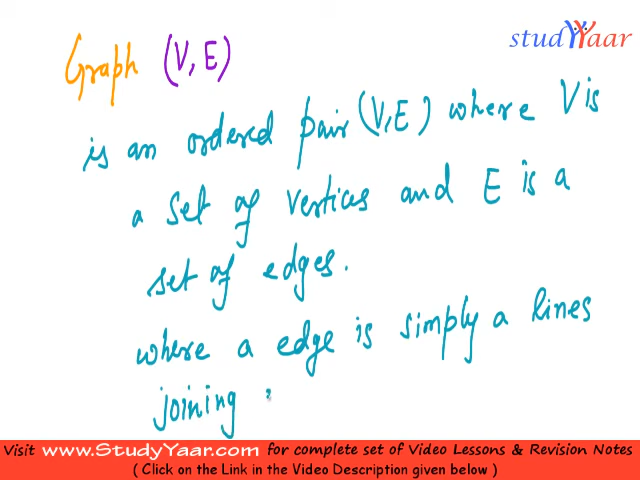 Graph (V, E)
studYYaar
is an ordered pair (V, E) where V is
a set of vertices and E is a
set of edges.
where a edge is simply a lines
joining
Visit www.StudyYaar.com for complete set of Video Lessons & Revision Notes
( Click on the Link in the Video Description given below )